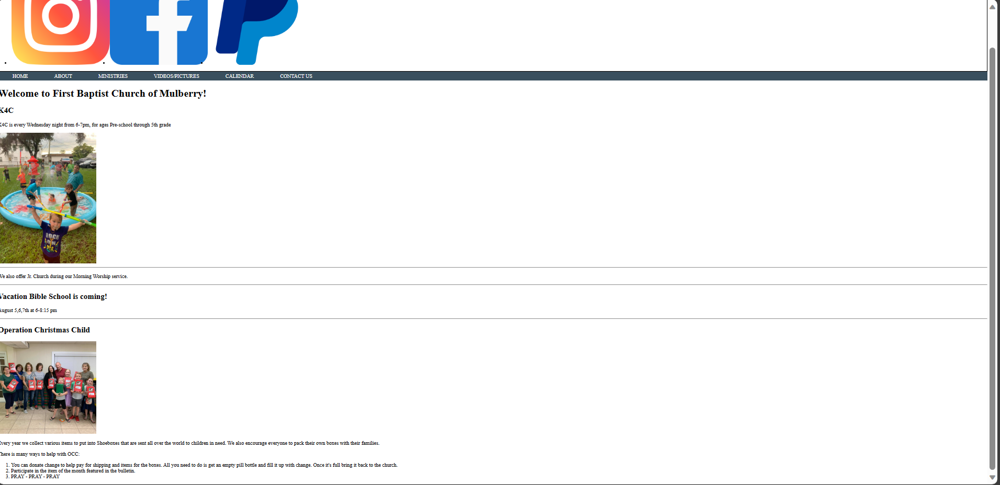 HOME ABOUT MINISTRIES VIDEOS/PICTURES CALENDAR CONTACT US
Welcome to First Baptist Church of Mulberry!
K4C
K4C is every Wednesday night from 6-7pm, for ages Pre-school through 5th grade
ROCK
ON
We also offer Jr. Church during our Morning Worship service.
Vacation Bible School is coming!
August 5,6,7th at 6-8:15 pm
Operation Christmas Child
Every year we collect various items to put into Shoeboxes that are sent all over the world to children in need. We also encourage everyone to pack their own boxes with their families.
There is many ways to help with OCC:
1. You can donate change to help pay for shipping and items for the boxes. All you need to do is get an empty pill bottle and fill it up with change. Once it's full bring it back to the church.
2. Participate in the item of the month featured in the bulletin.
3. PRAY - PRAY - PRAY